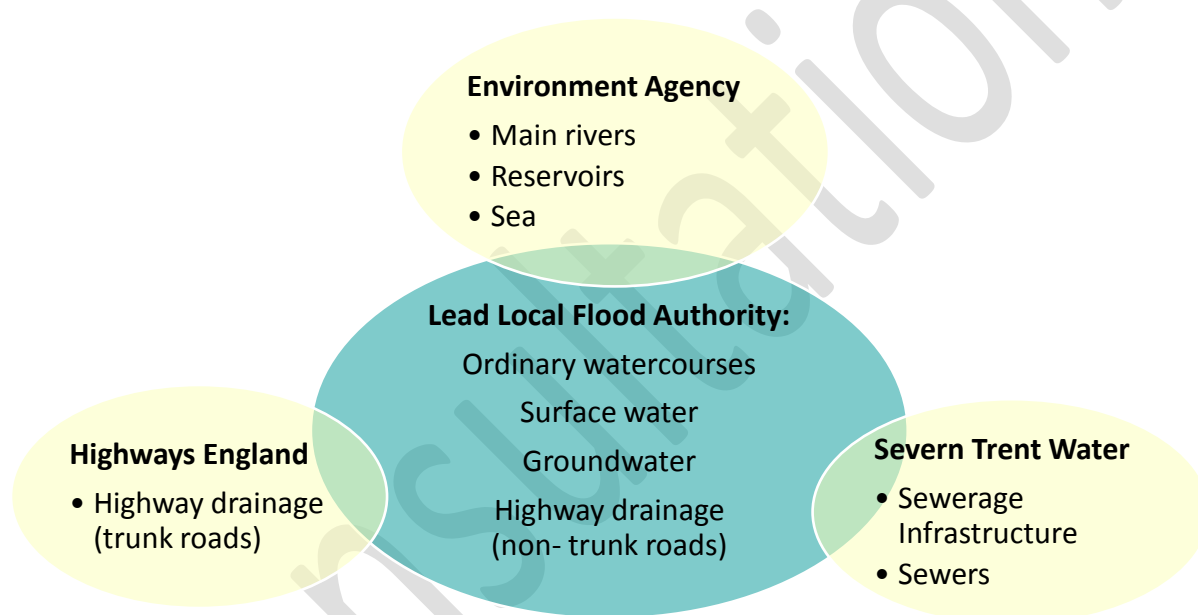 Environment Agency
• Main rivers
• Reservoirs
• Sea
Lead Local Flood Authority:
Ordinary watercourses
Surface water
Groundwater
Highway drainage
(non- trunk roads)
Highways England
• Highway drainage
(trunk roads)
Severn Trent Water
• Sewerage
Infrastructure
• Sewers
nsultation